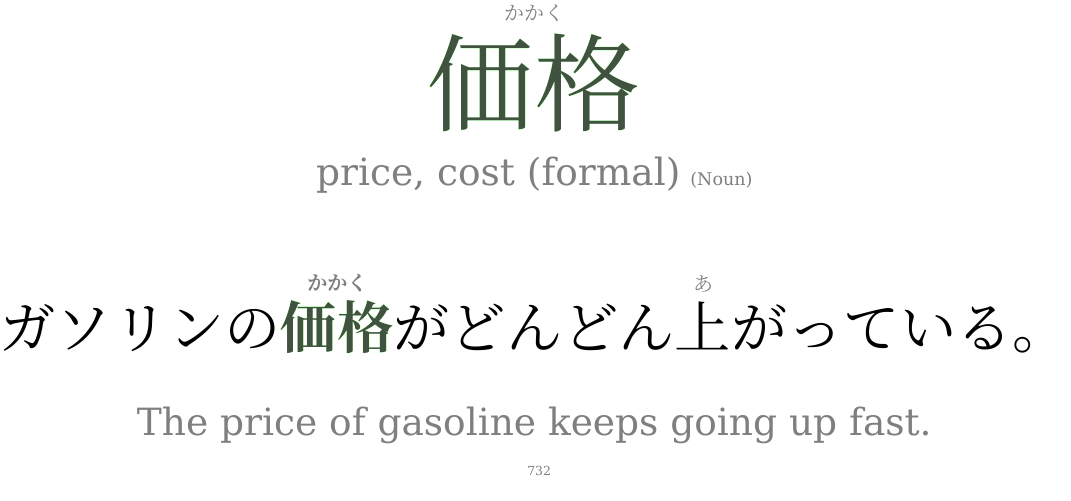 かかく
価格
price, cost (formal) (Noun)
かかく あ
ガソリンの価格がどんどん上がっている。
The price of gasoline keeps going up fast.
732